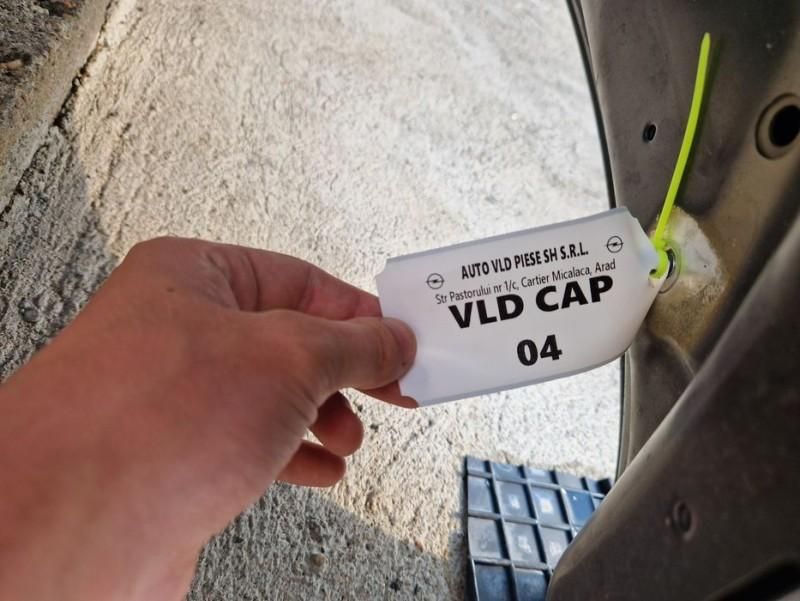 AUTO VLD PIESE SH S.R.L.
Str Pastorului nr 1/c, Cartier Micalaca, Arad
VLD CAP
04